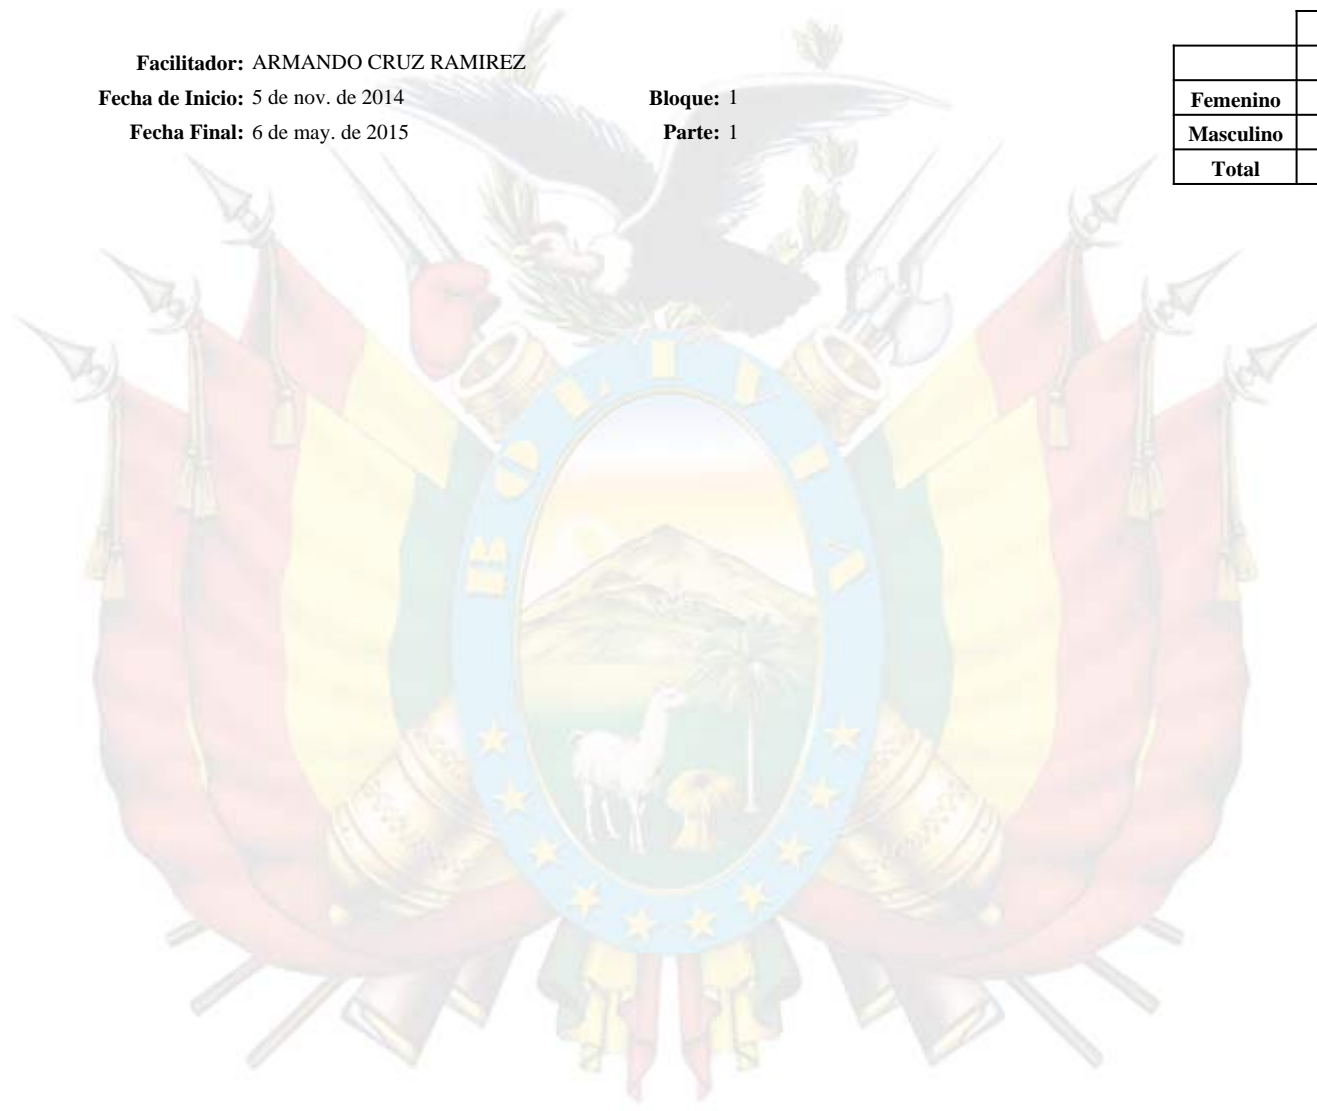 Facilitador: ARMANDO CRUZ RAMIREZ
Fecha de Inicio: 5 de nov. de 2014 Bloque: 1
Fecha Final: 6 de may. de 2015 Parte: 1
Femenino
Masculino
Total
BOLIVIA